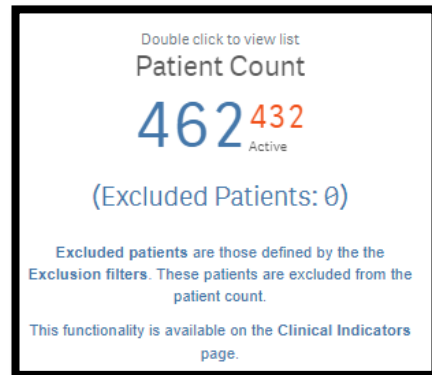 Double click to view list
Patient Count
462 432
Active
(Excluded Patients: 0)
Excluded patients are those defined by the the
Exclusion filters. These patients are excluded from the
patient count.
This functionality is available on the Clinical Indicators
page.